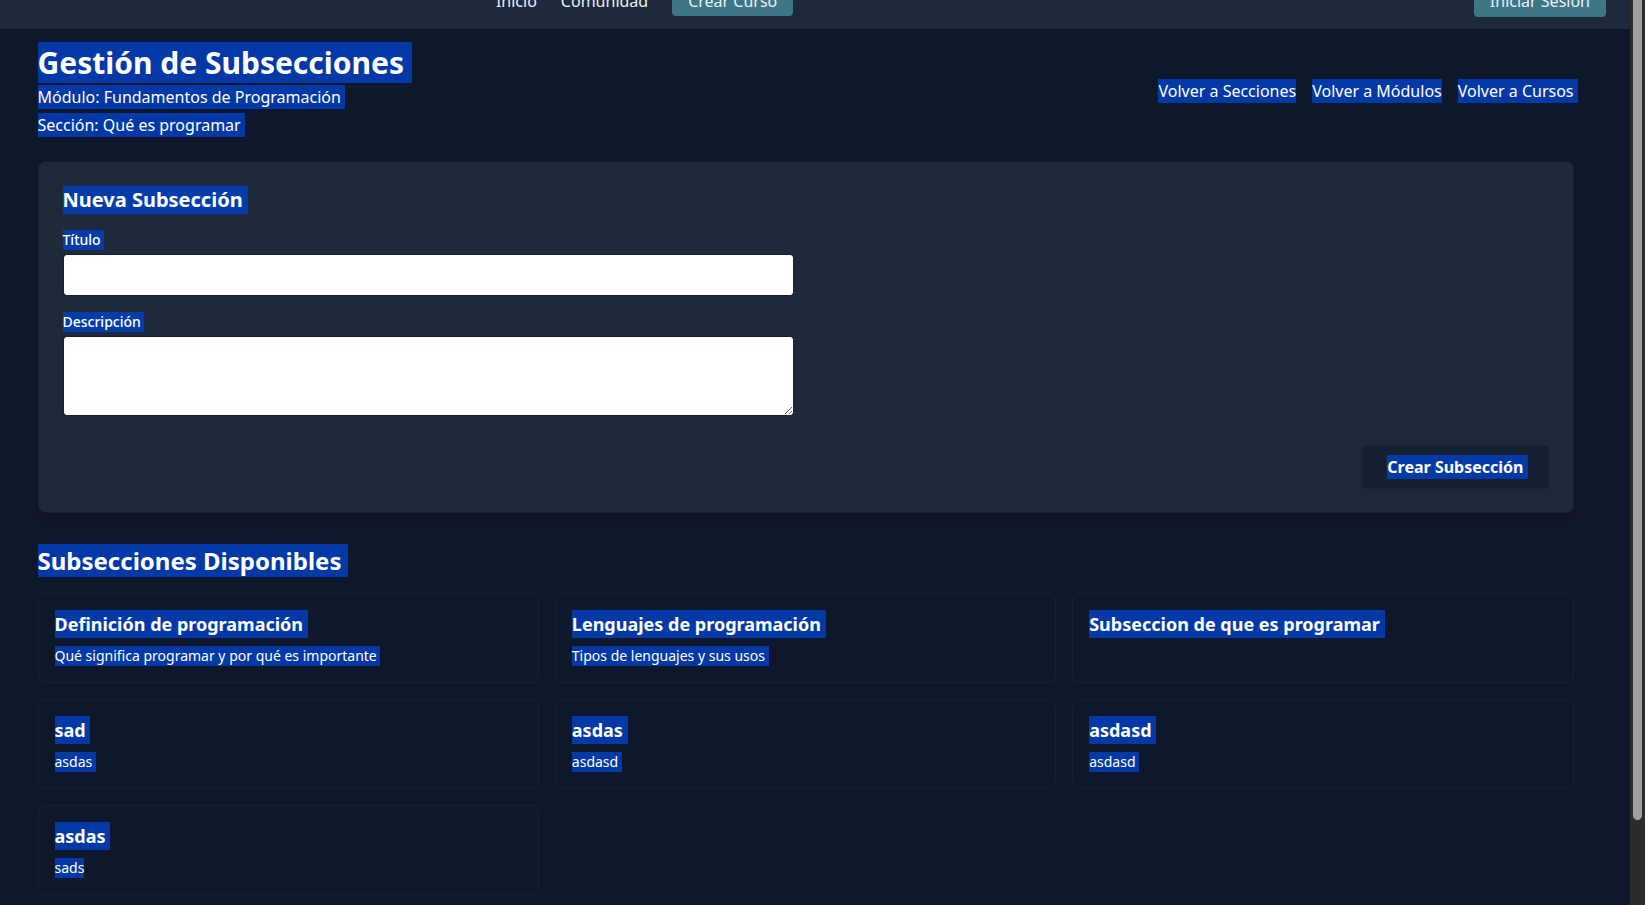 Inicio Comunidad Crear Curso Iniciar Sesión
Gestión de Subsecciones
Módulo: Fundamentos de Programación
Sección: Qué es programar
Volver a Secciones Volver a Módulos Volver a Cursos
Nueva Subsección
Título
Descripción
Crear Subsección
Subsecciones Disponibles
Definición de programación
Qué significa programar y por qué es importante
Lenguajes de programación
Tipos de lenguajes y sus usos
Subseccion de que es programar
sad
asdas
asdas
asdasd
asdasd
asdasd
asdas
sads